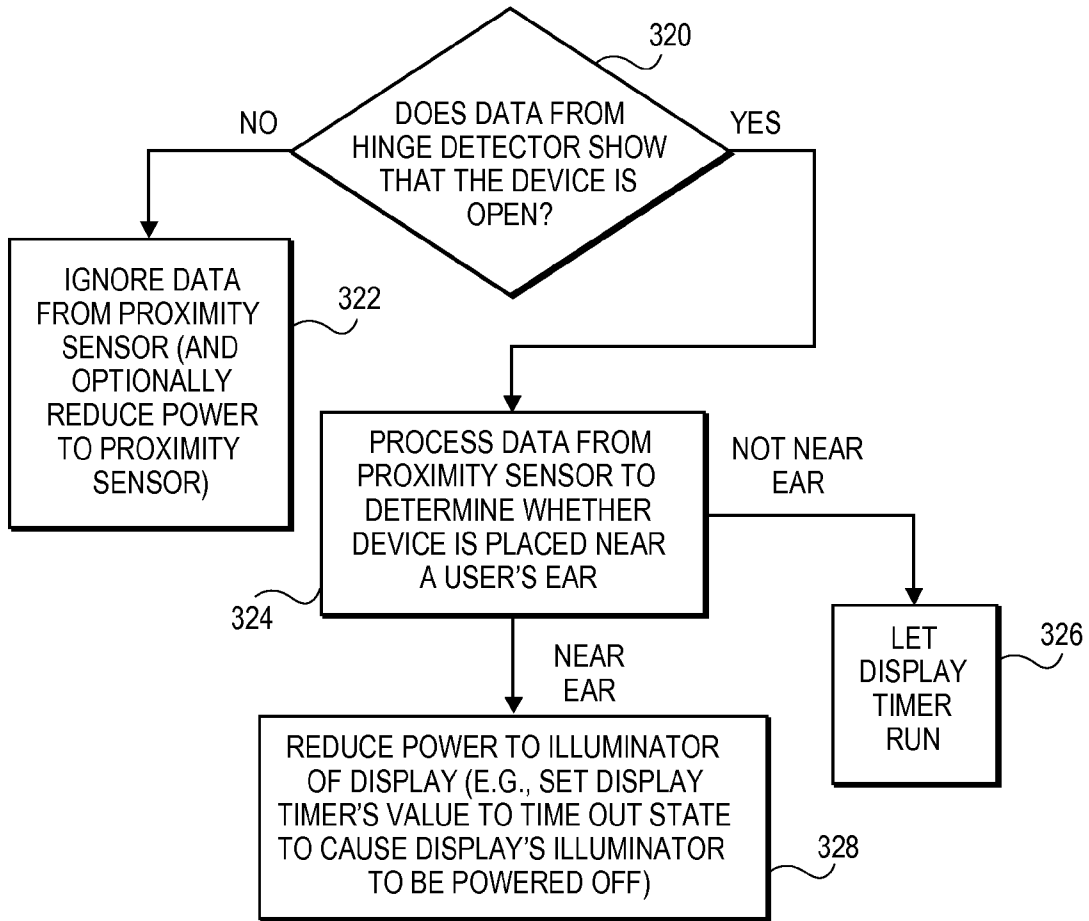 320
DOES DATA FROM
HINGE DETECTOR SHOW
THAT THE DEVICE IS
OPEN?
NO
YES
IGNORE DATA
FROM PROXIMITY
SENSOR (AND
OPTIONALLY
REDUCE POWER
TO PROXIMITY
SENSOR)
322
PROCESS DATA FROM
PROXIMITY SENSOR TO
DETERMINE WHETHER
DEVICE IS PLACED NEAR
A USER'S EAR
324
NOT NEAR
EAR
LET
DISPLAY
TIMER
RUN
326
NEAR
EAR
REDUCE POWER TO ILLUMINATOR
OF DISPLAY (E.G., SET DISPLAY
TIMER'S VALUE TO TIME OUT STATE
TO CAUSE DISPLAY'S ILLUMINATOR
TO BE POWERED OFF)
328